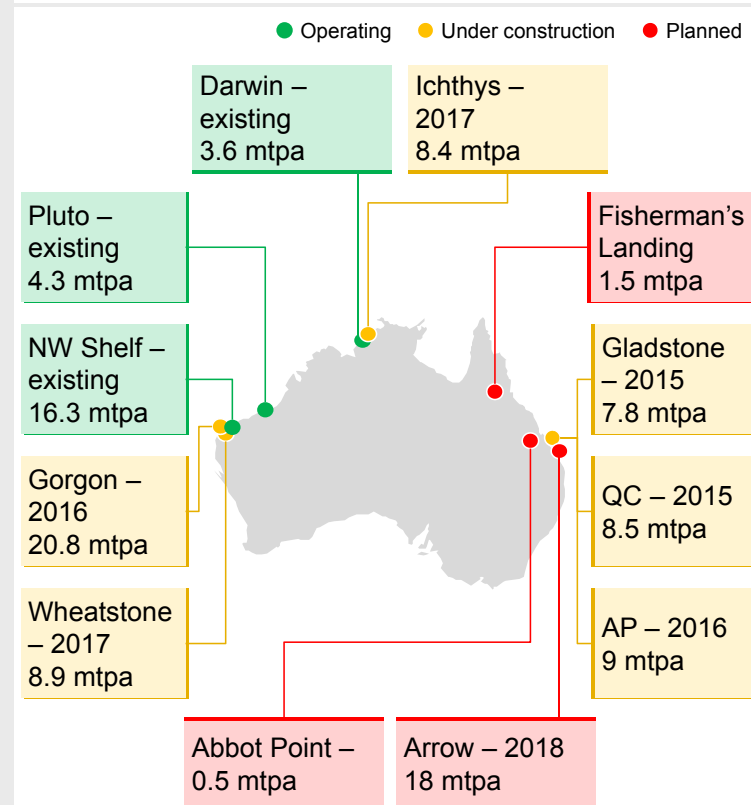 Operating
Under construction
Planned
Darwin –
existing
3.6 mtpa
Ichthys –
2017
8.4 mtpa
Pluto –
existing
4.3 mtpa
Fisherman's
Landing
1.5 mtpa
NW Shelf –
existing
16.3 mtpa
Gladstone
– 2015
7.8 mtpa
Gorgon –
2016
20.8 mtpa
QC – 2015
8.5 mtpa
Wheatstone
– 2017
8.9 mtpa
AP – 2016
9 mtpa
Abbot Point –
0.5 mtpa
Arrow – 2018
18 mtpa